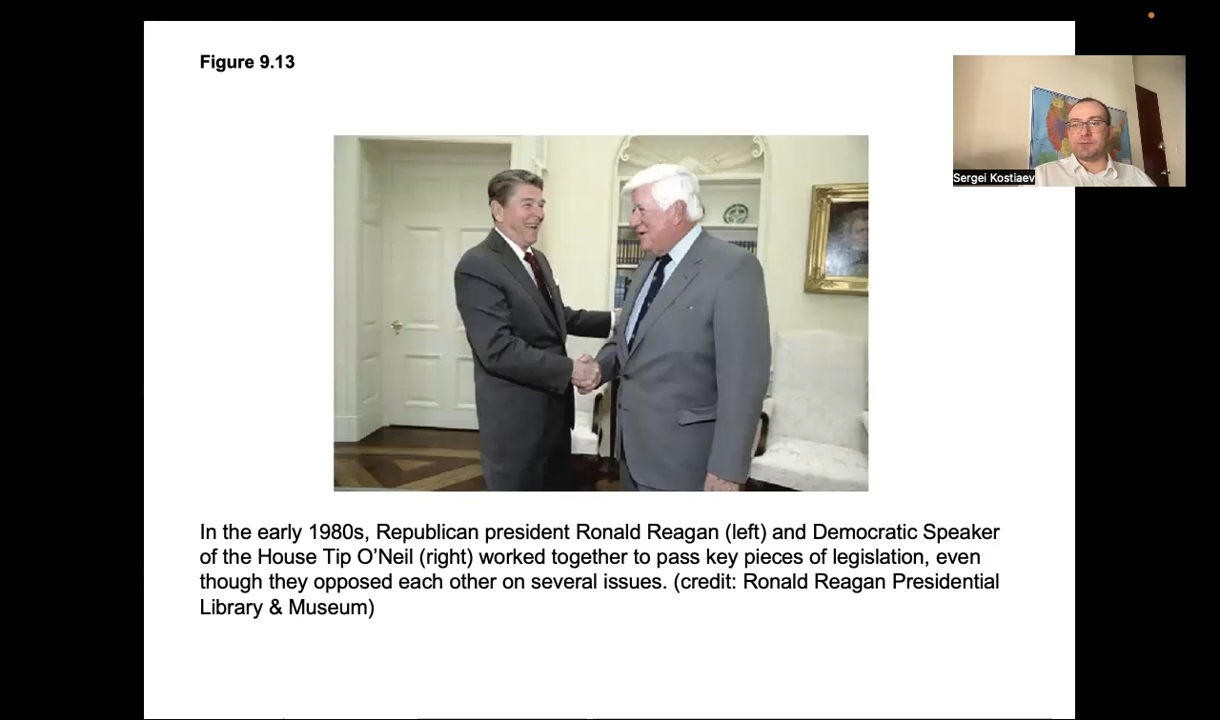 Figure 9.13
Sergei Kostiaev
In the early 1980s, Republican president Ronald Reagan (left) and Democratic Speaker
of the House Tip O’Neil (right) worked together to pass key pieces of legislation, even
though they opposed each other on several issues. (credit: Ronald Reagan Presidential
Library & Museum)